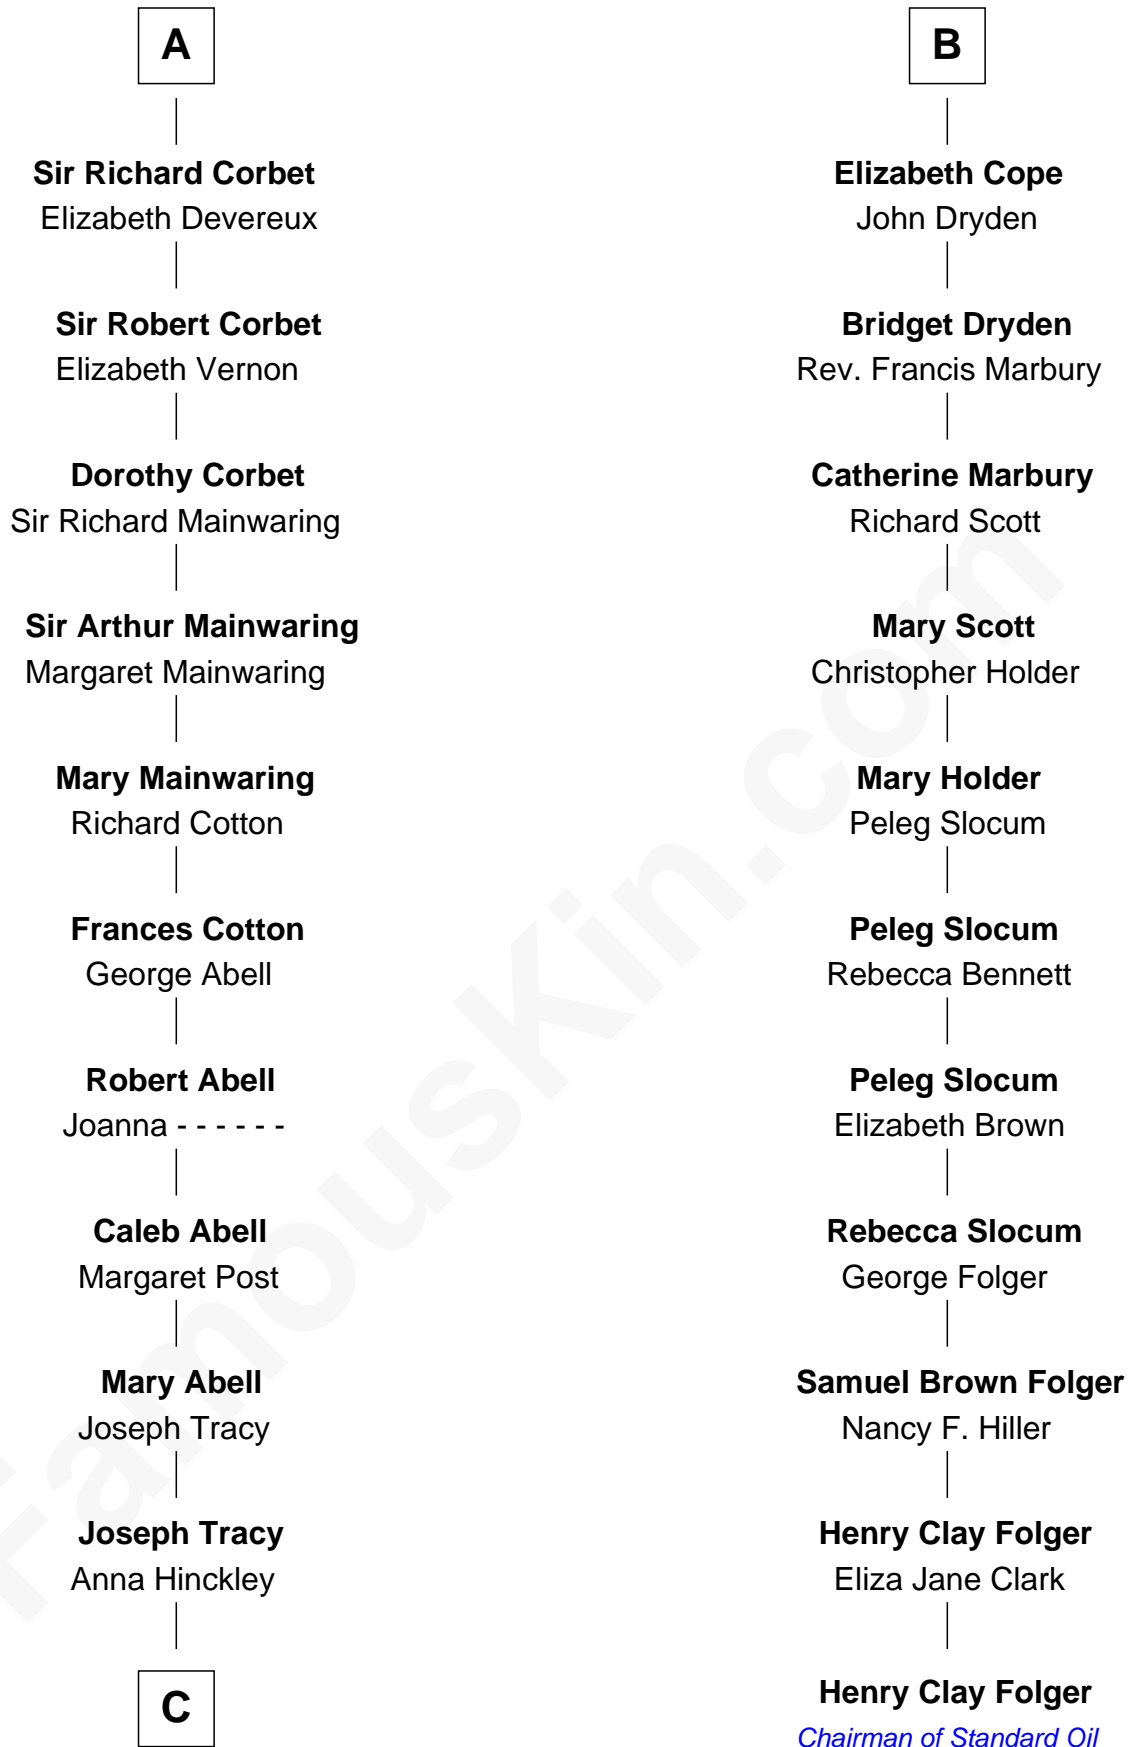 A
Sir Richard Corbet
Elizabeth Devereux
Sir Robert Corbet
Elizabeth Vernon
Dorothy Corbet
Sir Richard Mainwaring
Sir Arthur Mainwaring
Margaret Mainwaring
Mary Mainwaring
Richard Cotton
Frances Cotton
George Abell
Robert Abell
Joanna - - - - - -
Caleb Abell
Margaret Post
Mary Abell
Joseph Tracy
Joseph Tracy
Anna Hinckley
C
B
Elizabeth Cope
John Dryden
Bridget Dryden
Rev. Francis Marbury
Catherine Marbury
Richard Scott
Mary Scott
Christopher Holder
Mary Holder
Peleg Slocum
Peleg Slocum
Rebecca Bennett
Peleg Slocum
Elizabeth Brown
Rebecca Slocum
George Folger
Samuel Brown Folger
Nancy F. Hiller
Henry Clay Folger
Eliza Jane Clark
Henry Clay Folger
Chairman of Standard Oil
FamousKin.com